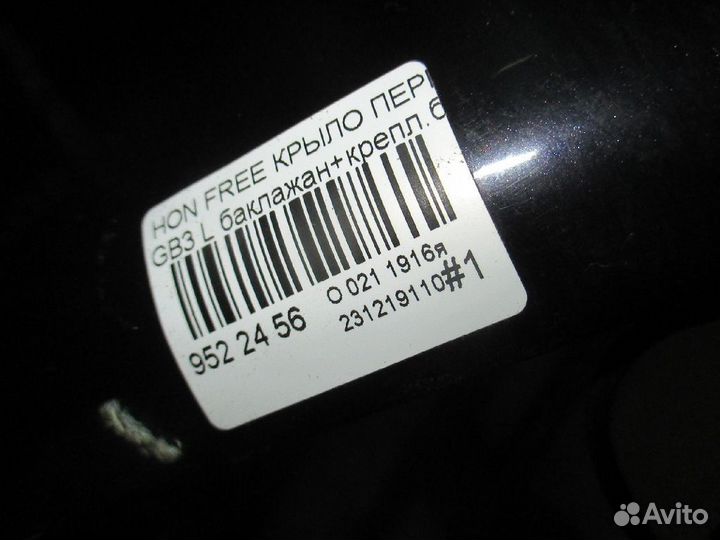 HON FREE КРЫЛО ПЕР
GB3 L баклажан+крепл.б
952 24 56
О 021 1916я
231219110#1
Avito